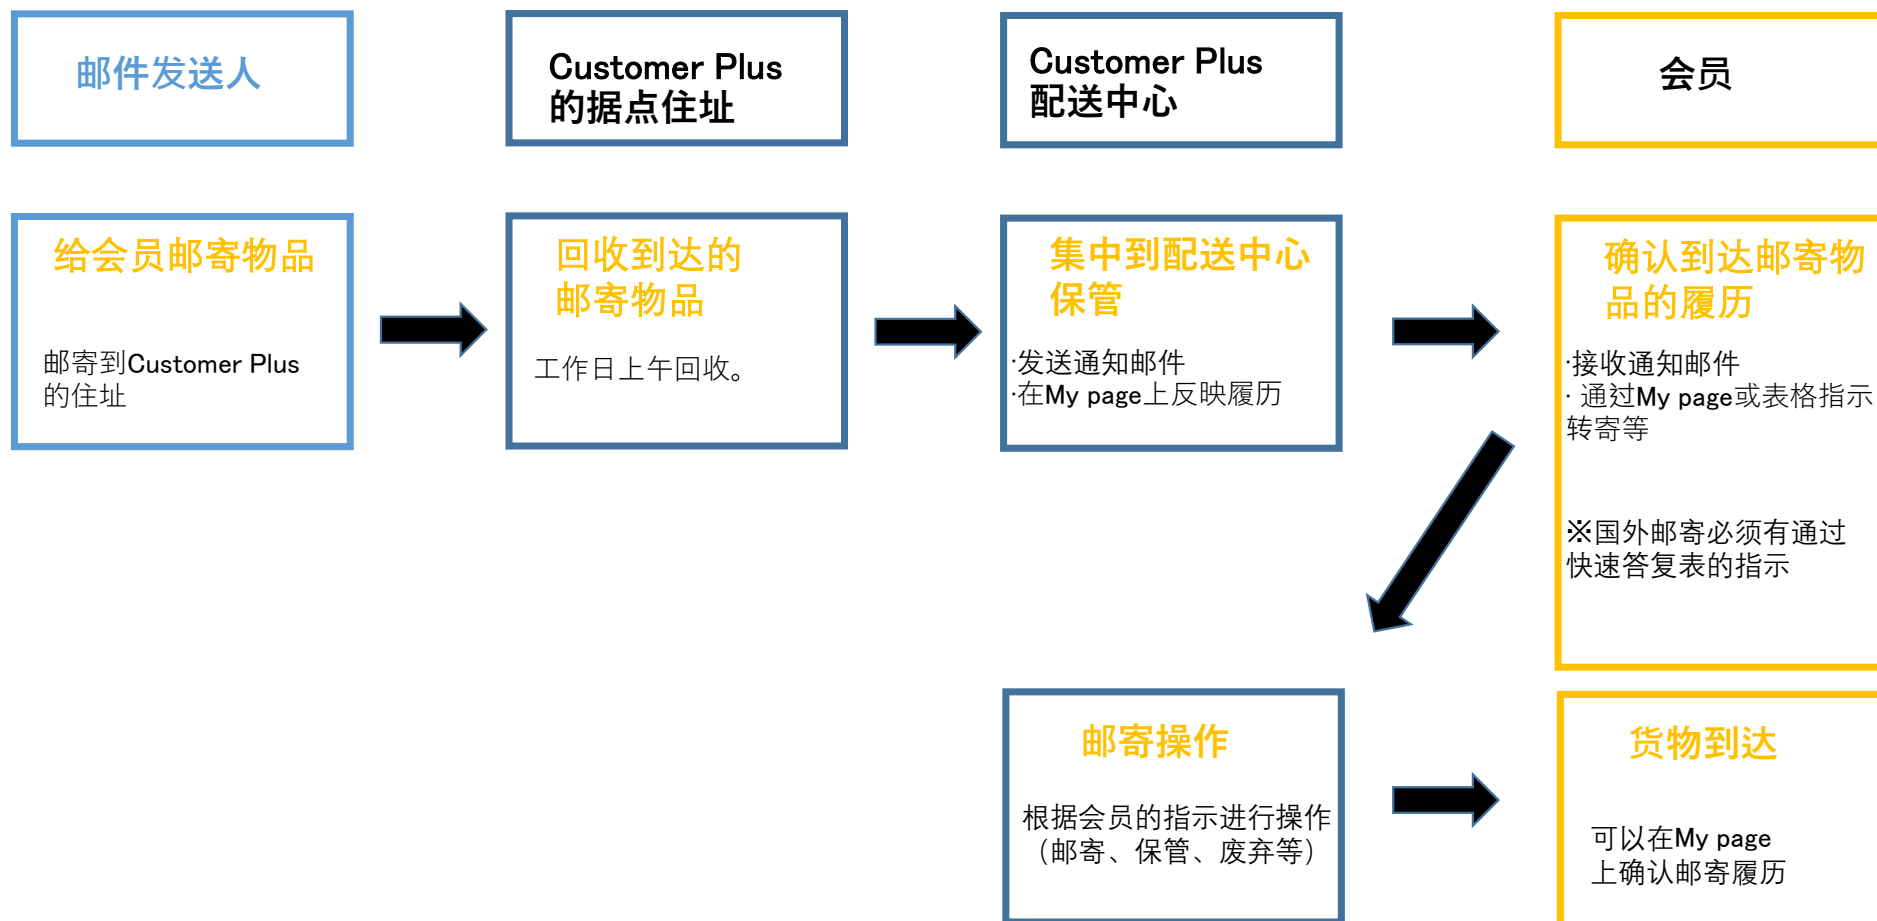 邮件发送人
Customer Plus
的据点住址
Customer Plus
配送中心
会员
给会员邮寄物品
邮寄到Customer Plus
的住址
回收到达的
邮寄物品
工作日上午回收。
集中到配送中心
保管
·发送通知邮件
·在My page上反映履历
确认到达邮寄物
品的履历
·接收通知邮件
· 通过My page或表格指示
转寄等
※国外邮寄必须有通过
快速答复表的指示
邮寄操作
根据会员的指示进行操作
（邮寄、保管、废弃等）
货物到达
可以在My page
上确认邮寄履历